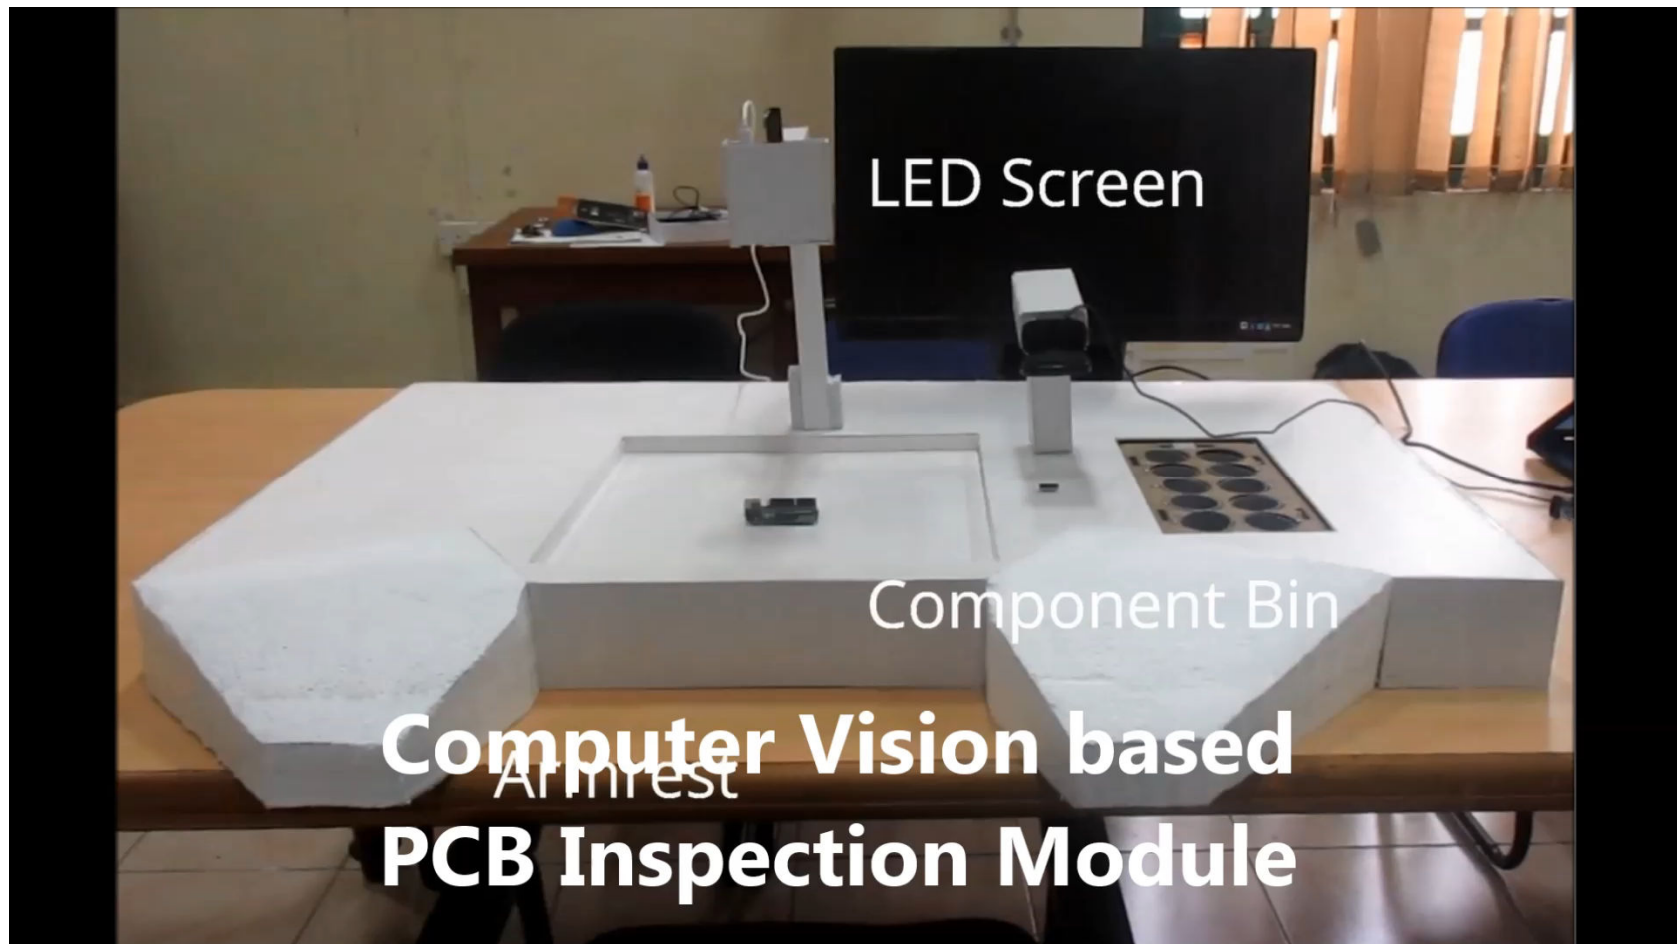 LED Screen
Component Bin
Armrest
Computer Vision based
PCB Inspection Module